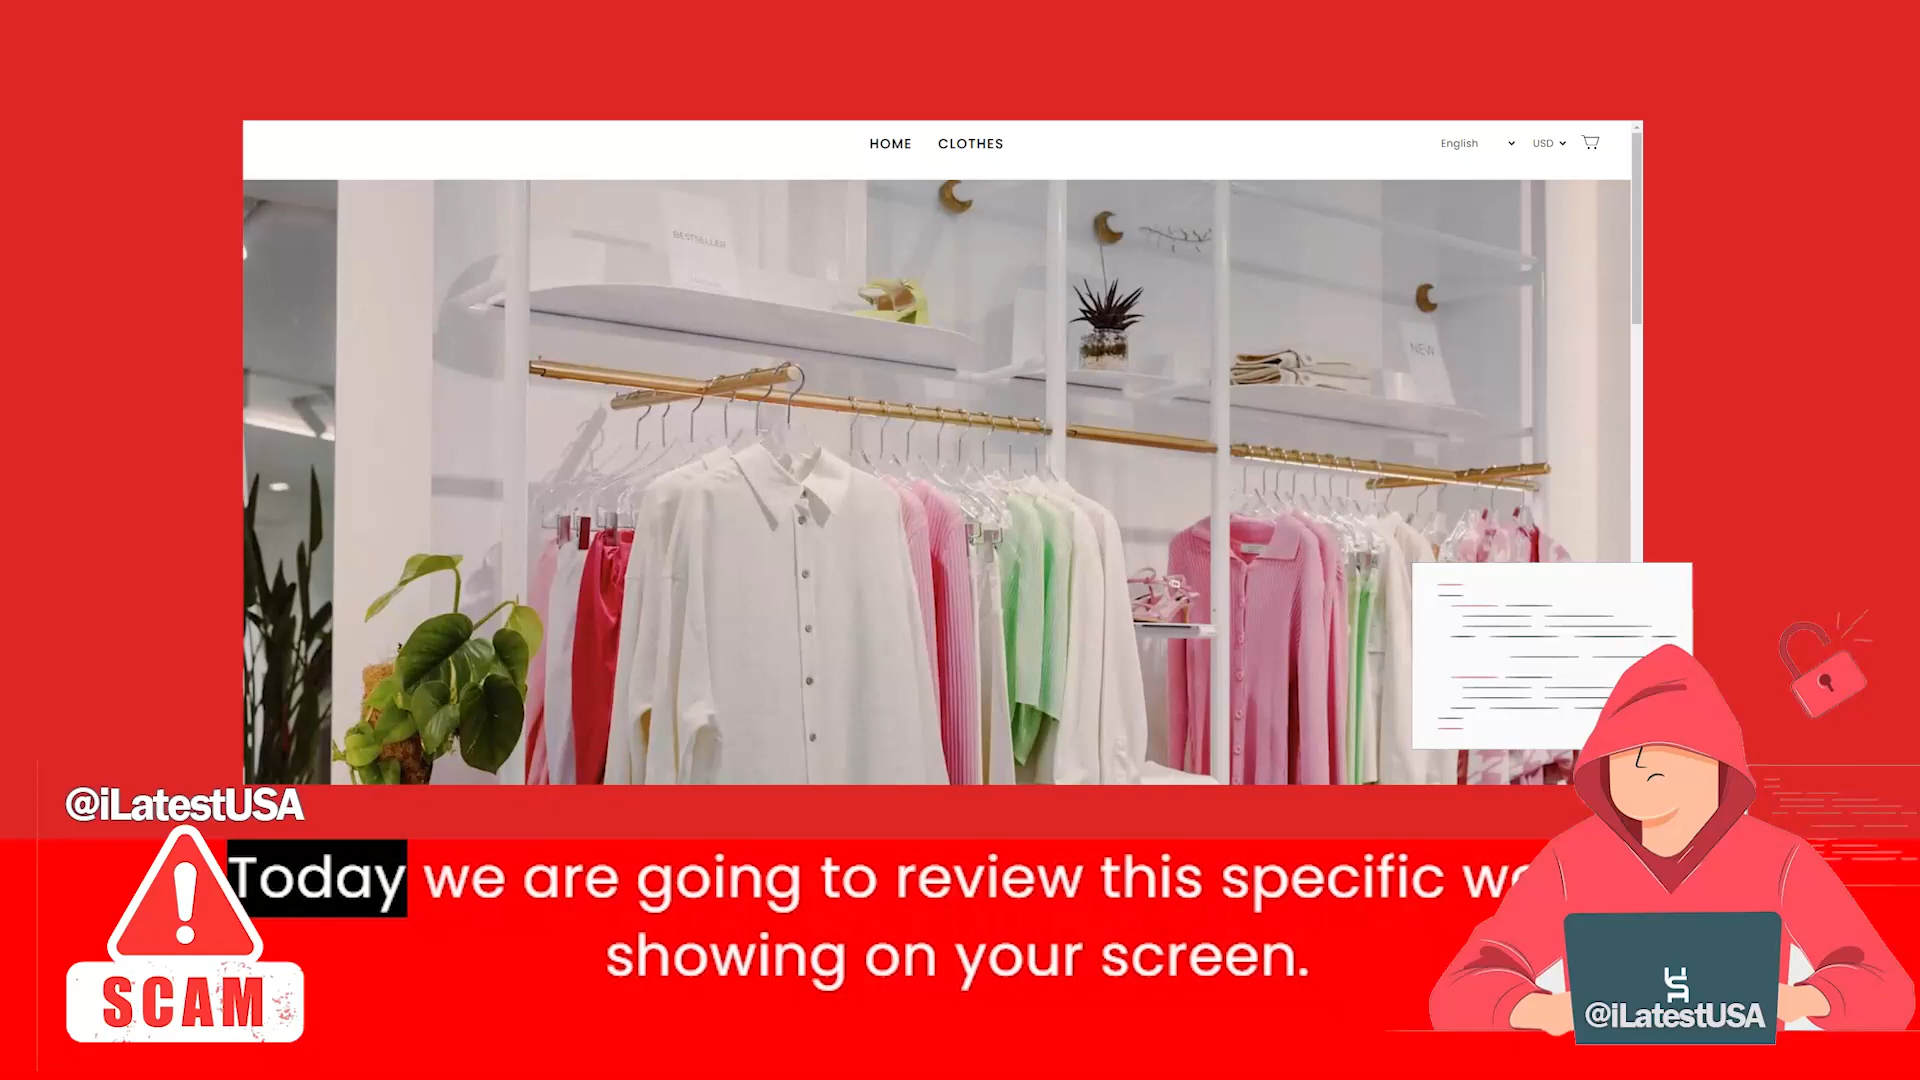 HOME CLOTHES English USD
BESTSELLER
NEW
@iLatestUSA
Today we are going to review this specific
showing on your screen.
SCAM
@iLatestUSA